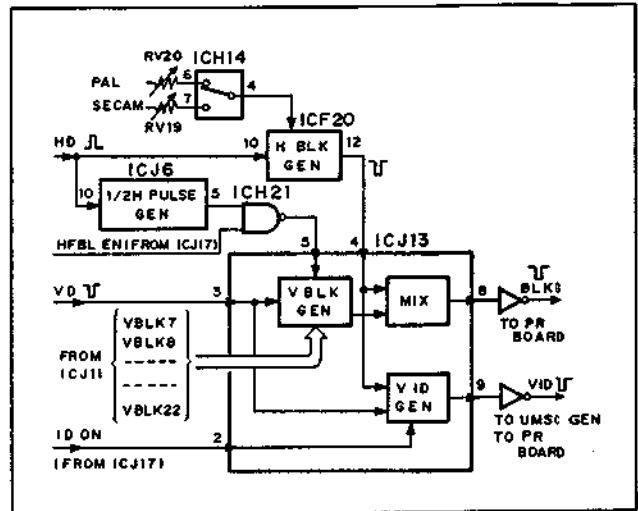 RV20
ICH14
PAL
6
4
SECAM
7
RV19
ICF20
HD
10
H BLK
GEN
12
ICJ6
10
1/2H PULSE
GEN
5
ICH21
HFBL EN (FROM ICJ17)
5
4
ICJ13
VD
3
V BLK
GEN
MIX
8
BLKG
TO PR
BOARD
FROM
ICJ11
VBLK7
VBLK8
-----
-----
VBLK22
V ID
GEN
9
VID
TO UMSC GEN
TO PR
BOARD
ID ON
2
(FROM ICJ17)